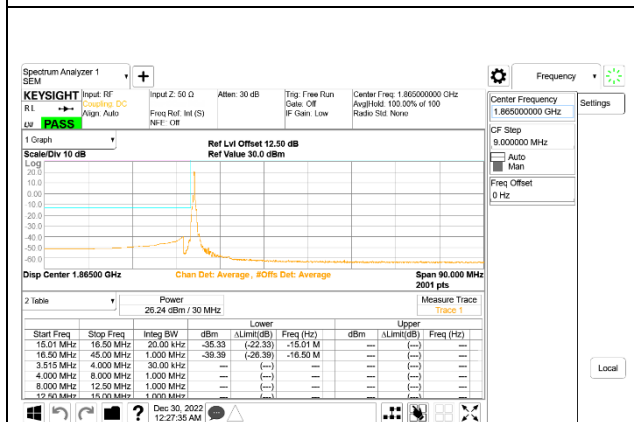 Spectrum Analyzer 1
SEM
+
Frequency
KEYSIGHT Input: RF Input Z: 50 Ω Atten: 30 dB Trig: Free Run Center Freq: 1.865000000 GHz
Coupling: DC Gate: Off Avg|Hold: 100.00% of 100
Align: Auto Freq Ref: Int (S) IF Gain: Low Radio Std: None
NFE: Off
PASS
Center Frequency
1.865000000 GHz
Settings
CF Step
9.000000 MHz
Auto
Man
Freq Offset
0 Hz
1 Graph
Ref Lvl Offset 12.50 dB
Scale/Div 10 dB Ref Value 30.0 dBm
Log
20.0
10.0
0.00
-10.0
-20.0
-30.0
-40.0
-50.0
-60.0
Disp Center 1.86500 GHz Chan Det: Average , #Offs Det: Average Span 90.000 MHz
2001 pts
2 Table Power Measure Trace
26.24 dBm / 30 MHz Trace 1
Lower Upper
Start Freq Stop Freq Integ BW dBm ΔLimit(dB) Freq (Hz) dBm ΔLimit(dB) Freq (Hz)
15.01 MHz 16.50 MHz 20.00 kHz -35.33 (-22.33) -15.01 M --- (---) ---
16.50 MHz 45.00 MHz 1.000 MHz -39.39 (-26.39) -16.50 M --- (---) ---
3.515 MHz 4.000 MHz 30.00 kHz --- (---) --- --- (---) ---
4.000 MHz 8.000 MHz 1.000 MHz --- (---) --- --- (---) ---
8.000 MHz 12.50 MHz 1.000 MHz --- (---) --- --- (---) ---
12.50 MHz 15.00 MHz 1.000 MHz --- (---) --- --- (---) ---
Local
? Dec 30, 2022
12:27:35 AM